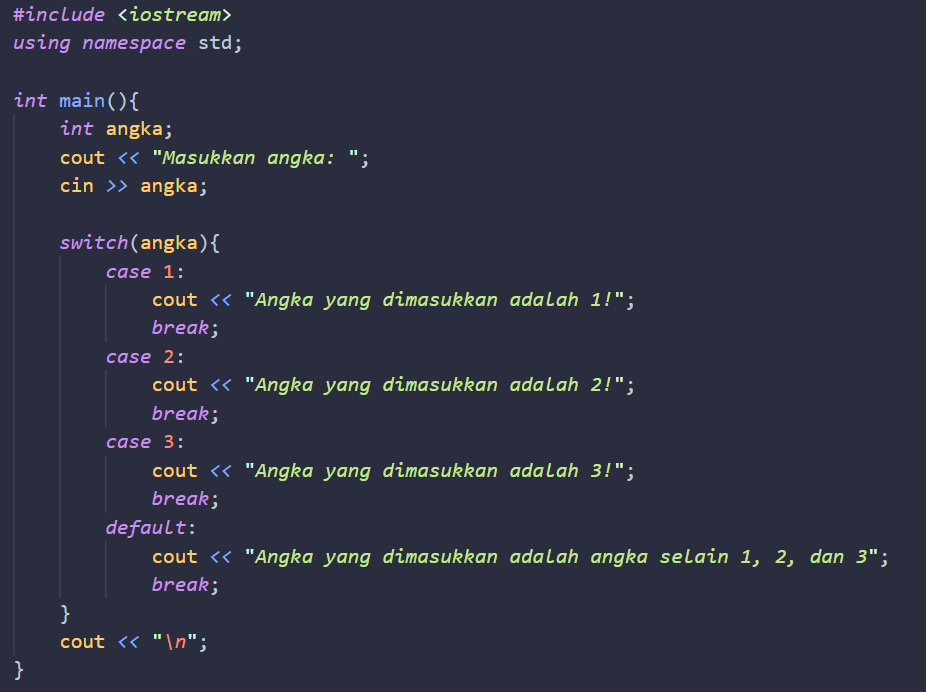 #include <iostream>
using namespace std;

int main(){
    int angka;
    cout << "Masukkan angka: ";
    cin >> angka;

    switch(angka){
        case 1:
            cout << "Angka yang dimasukkan adalah 1!";
            break;
        case 2:
            cout << "Angka yang dimasukkan adalah 2!";
            break;
        case 3:
            cout << "Angka yang dimasukkan adalah 3!";
            break;
        default:
            cout << "Angka yang dimasukkan adalah angka selain 1, 2, dan 3";
            break;
    }
    cout << "\n";
}